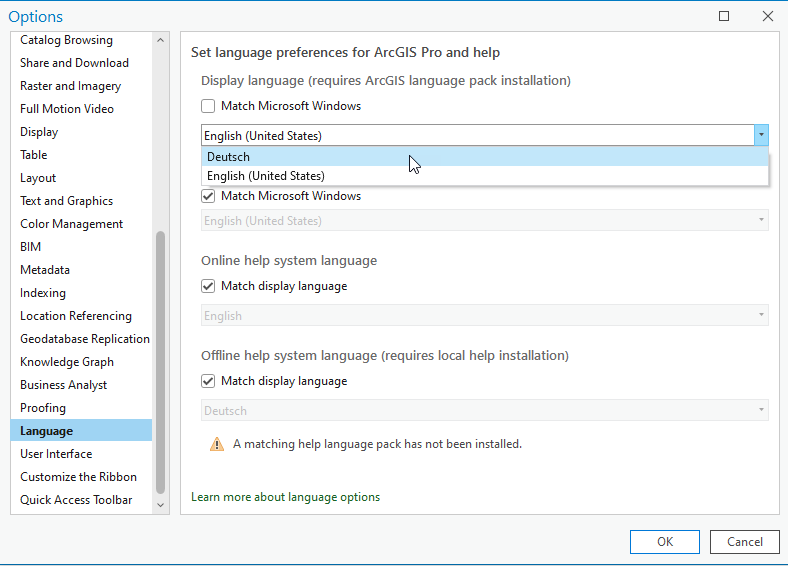 Options
Catalog Browsing
Share and Download
Raster and Imagery
Full Motion Video
Display
Table
Layout
Text and Graphics
Color Management
BIM
Metadata
Indexing
Location Referencing
Geodatabase Replication
Knowledge Graph
Business Analyst
Proofing
Language
User Interface
Customize the Ribbon
Quick Access Toolbar
Set language preferences for ArcGIS Pro and help
Display language (requires ArcGIS language pack installation)
Match Microsoft Windows
English (United States)
Deutsch
English (United States)
Match Microsoft Windows
English (United States)
Online help system language
Match display language
English
Offline help system language (requires local help installation)
Match display language
Deutsch
A matching help language pack has not been installed.
Learn more about language options
OK
Cancel